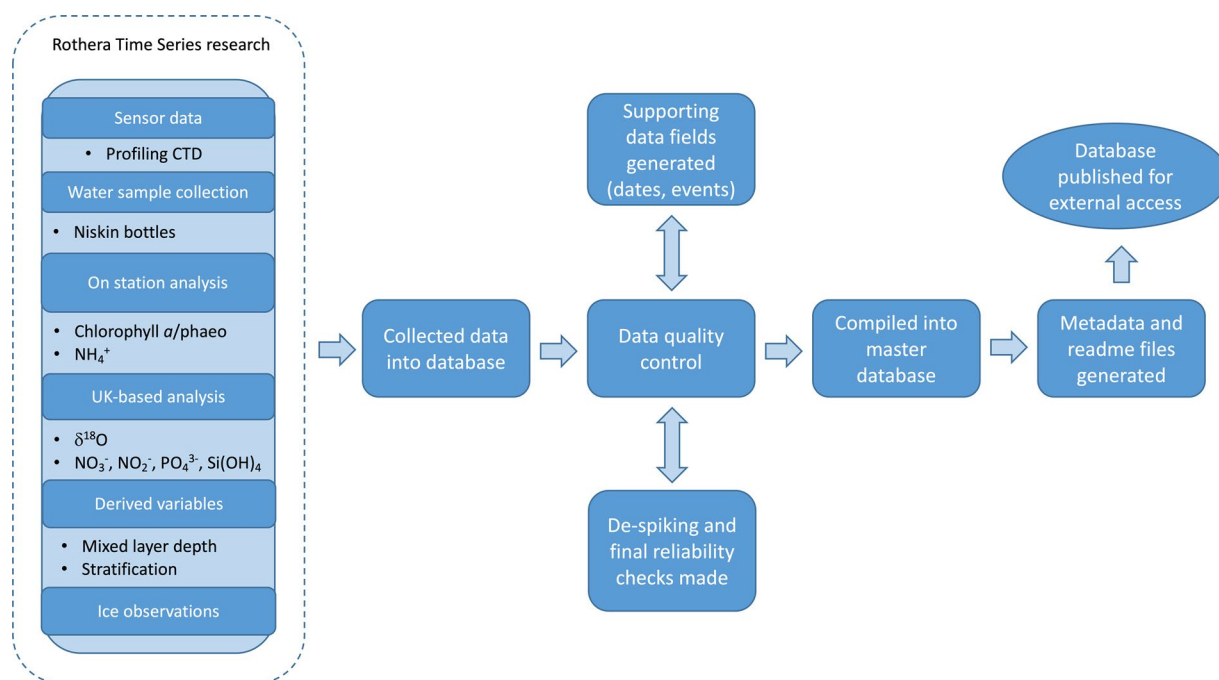 Rothera Time Series research
Sensor data
• Profiling CTD
Water sample collection
• Niskin bottles
On station analysis
• Chlorophyll a/phaeo
• NH₄⁺
UK-based analysis
• δ¹⁸O
• NO₃⁻, NO₂⁻, PO₄³⁻, Si(OH)₄
Derived variables
• Mixed layer depth
• Stratification
Ice observations
Collected data
into database
Supporting
data fields
generated
(dates, events)
Data quality
control
De-spiking and
final reliability
checks made
Compiled into
master
database
Metadata and
readme files
generated
Database
published for
external access